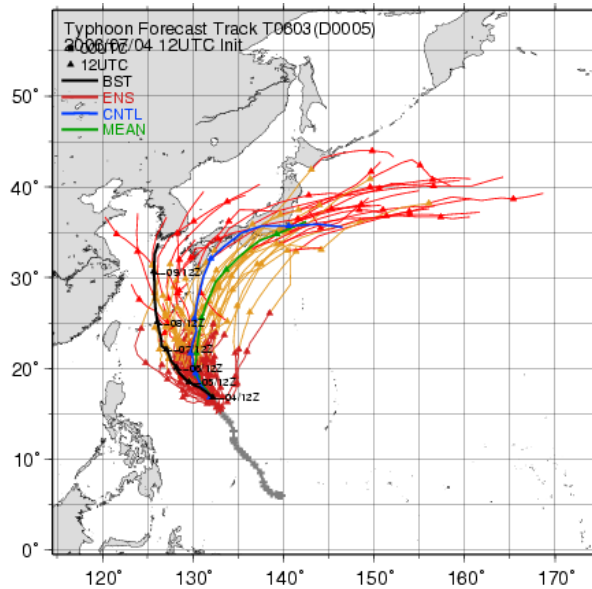 Typhoon Forecast Track T0603(D0005)
2006/07/04 12UTC Init
00UTC
12UTC
BST
ENS
CNTL
MEAN
50°
40°
30°
20°
10°
0°
09/12Z
08/12Z
07/12Z
06/12Z
05/12Z
04/12Z
120° 130° 140° 150° 160° 170°